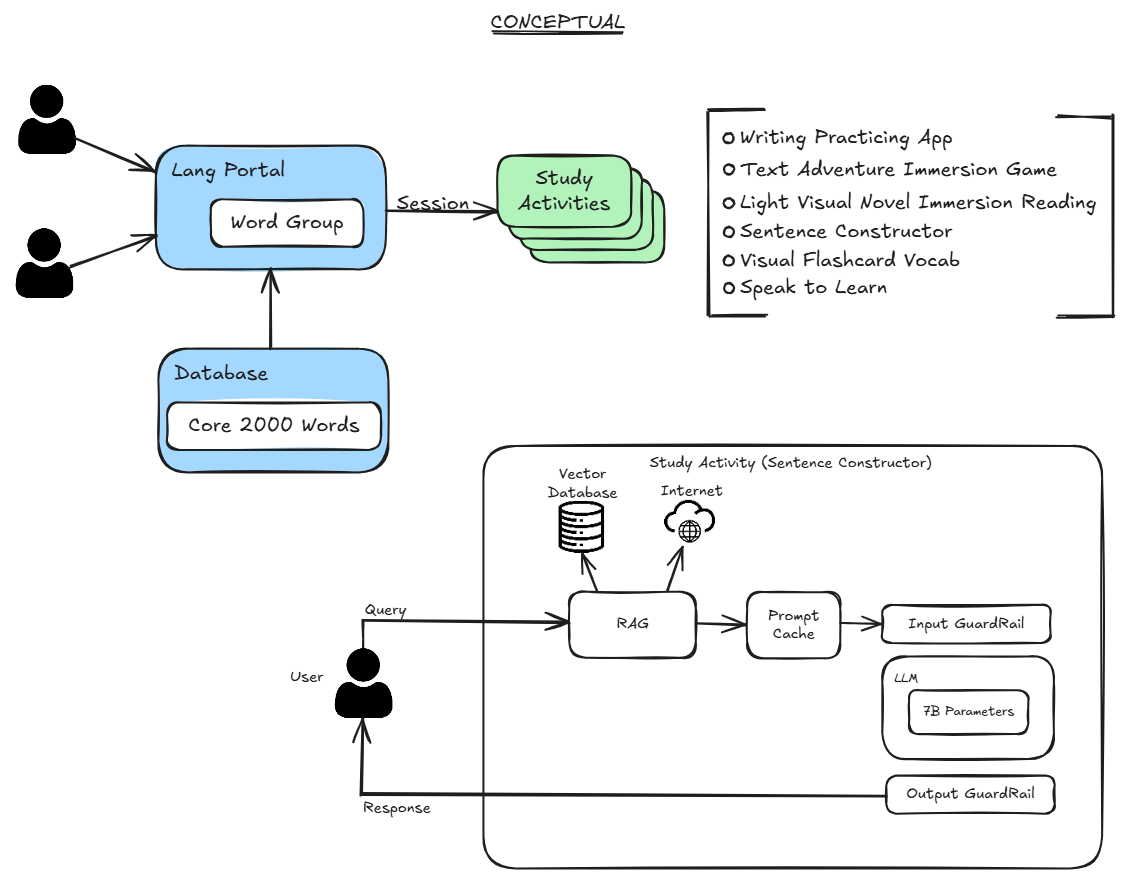 CONCEPTUAL
Lang Portal
Word Group
Session
Study
Activities
Writing Practicing App
Text Adventure Immersion Game
Light Visual Novel Immersion Reading
Sentence Constructor
Visual Flashcard Vocab
Speak to Learn
Database
Core 2000 Words
Study Activity (Sentence Constructor)
Vector
Database
Internet
Query
RAG
Prompt
Cache
Input GuardRail
User
LLM
7B Parameters
Output GuardRail
Response